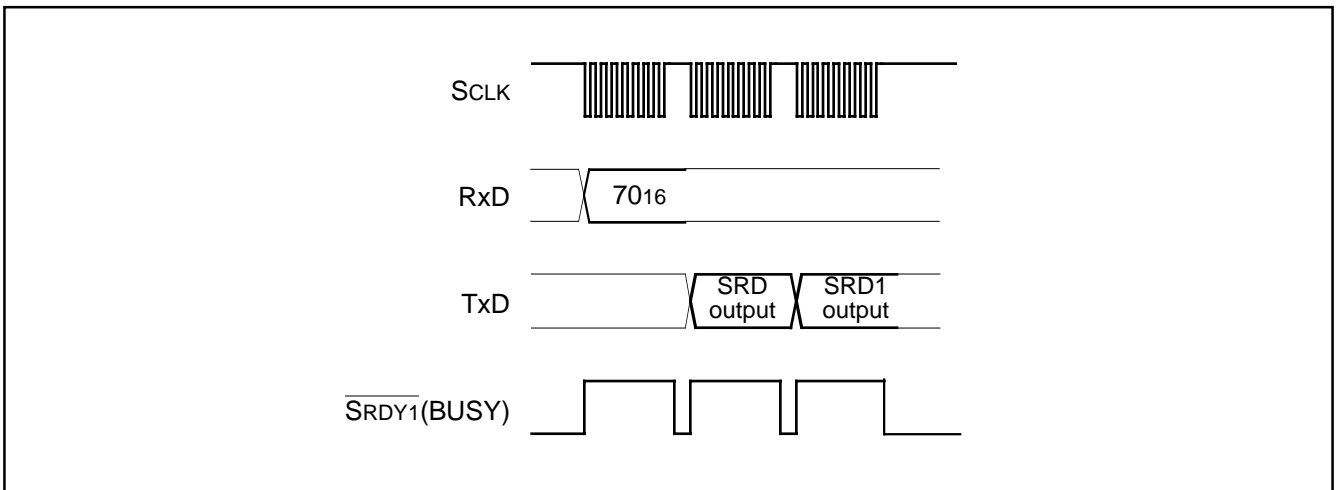 SCLK
RxD
7016
TxD
SRD
output
SRD1
output
SRDY1(BUSY)